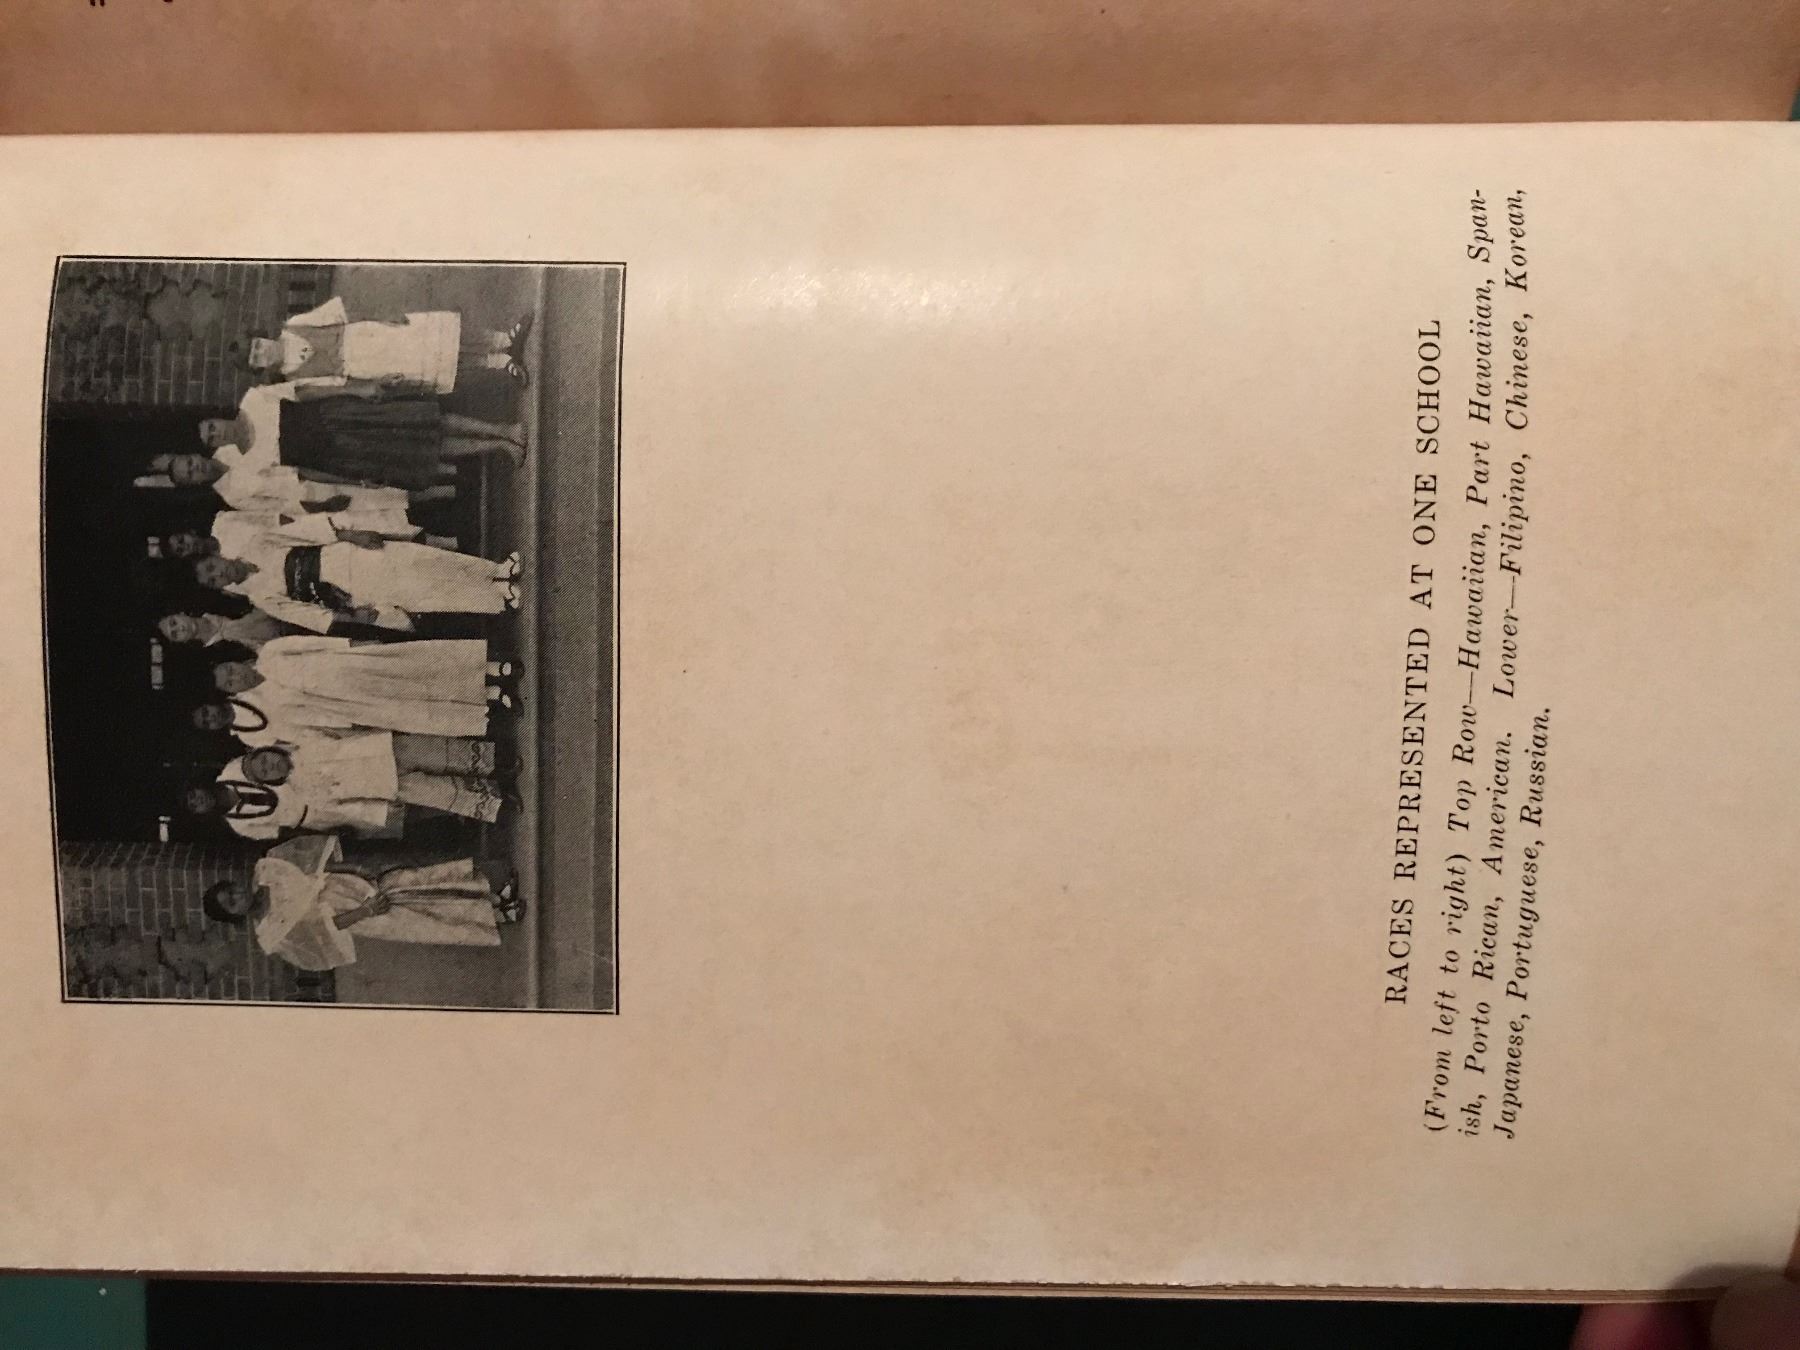 RACES REPRESENTED AT ONE SCHOOL
(From left to right) Top Row—Hawaiian, Part Hawaiian, Span-
ish, Porto Rican, American. Lower—Filipino, Chinese, Korean,
Japanese, Portuguese, Russian.